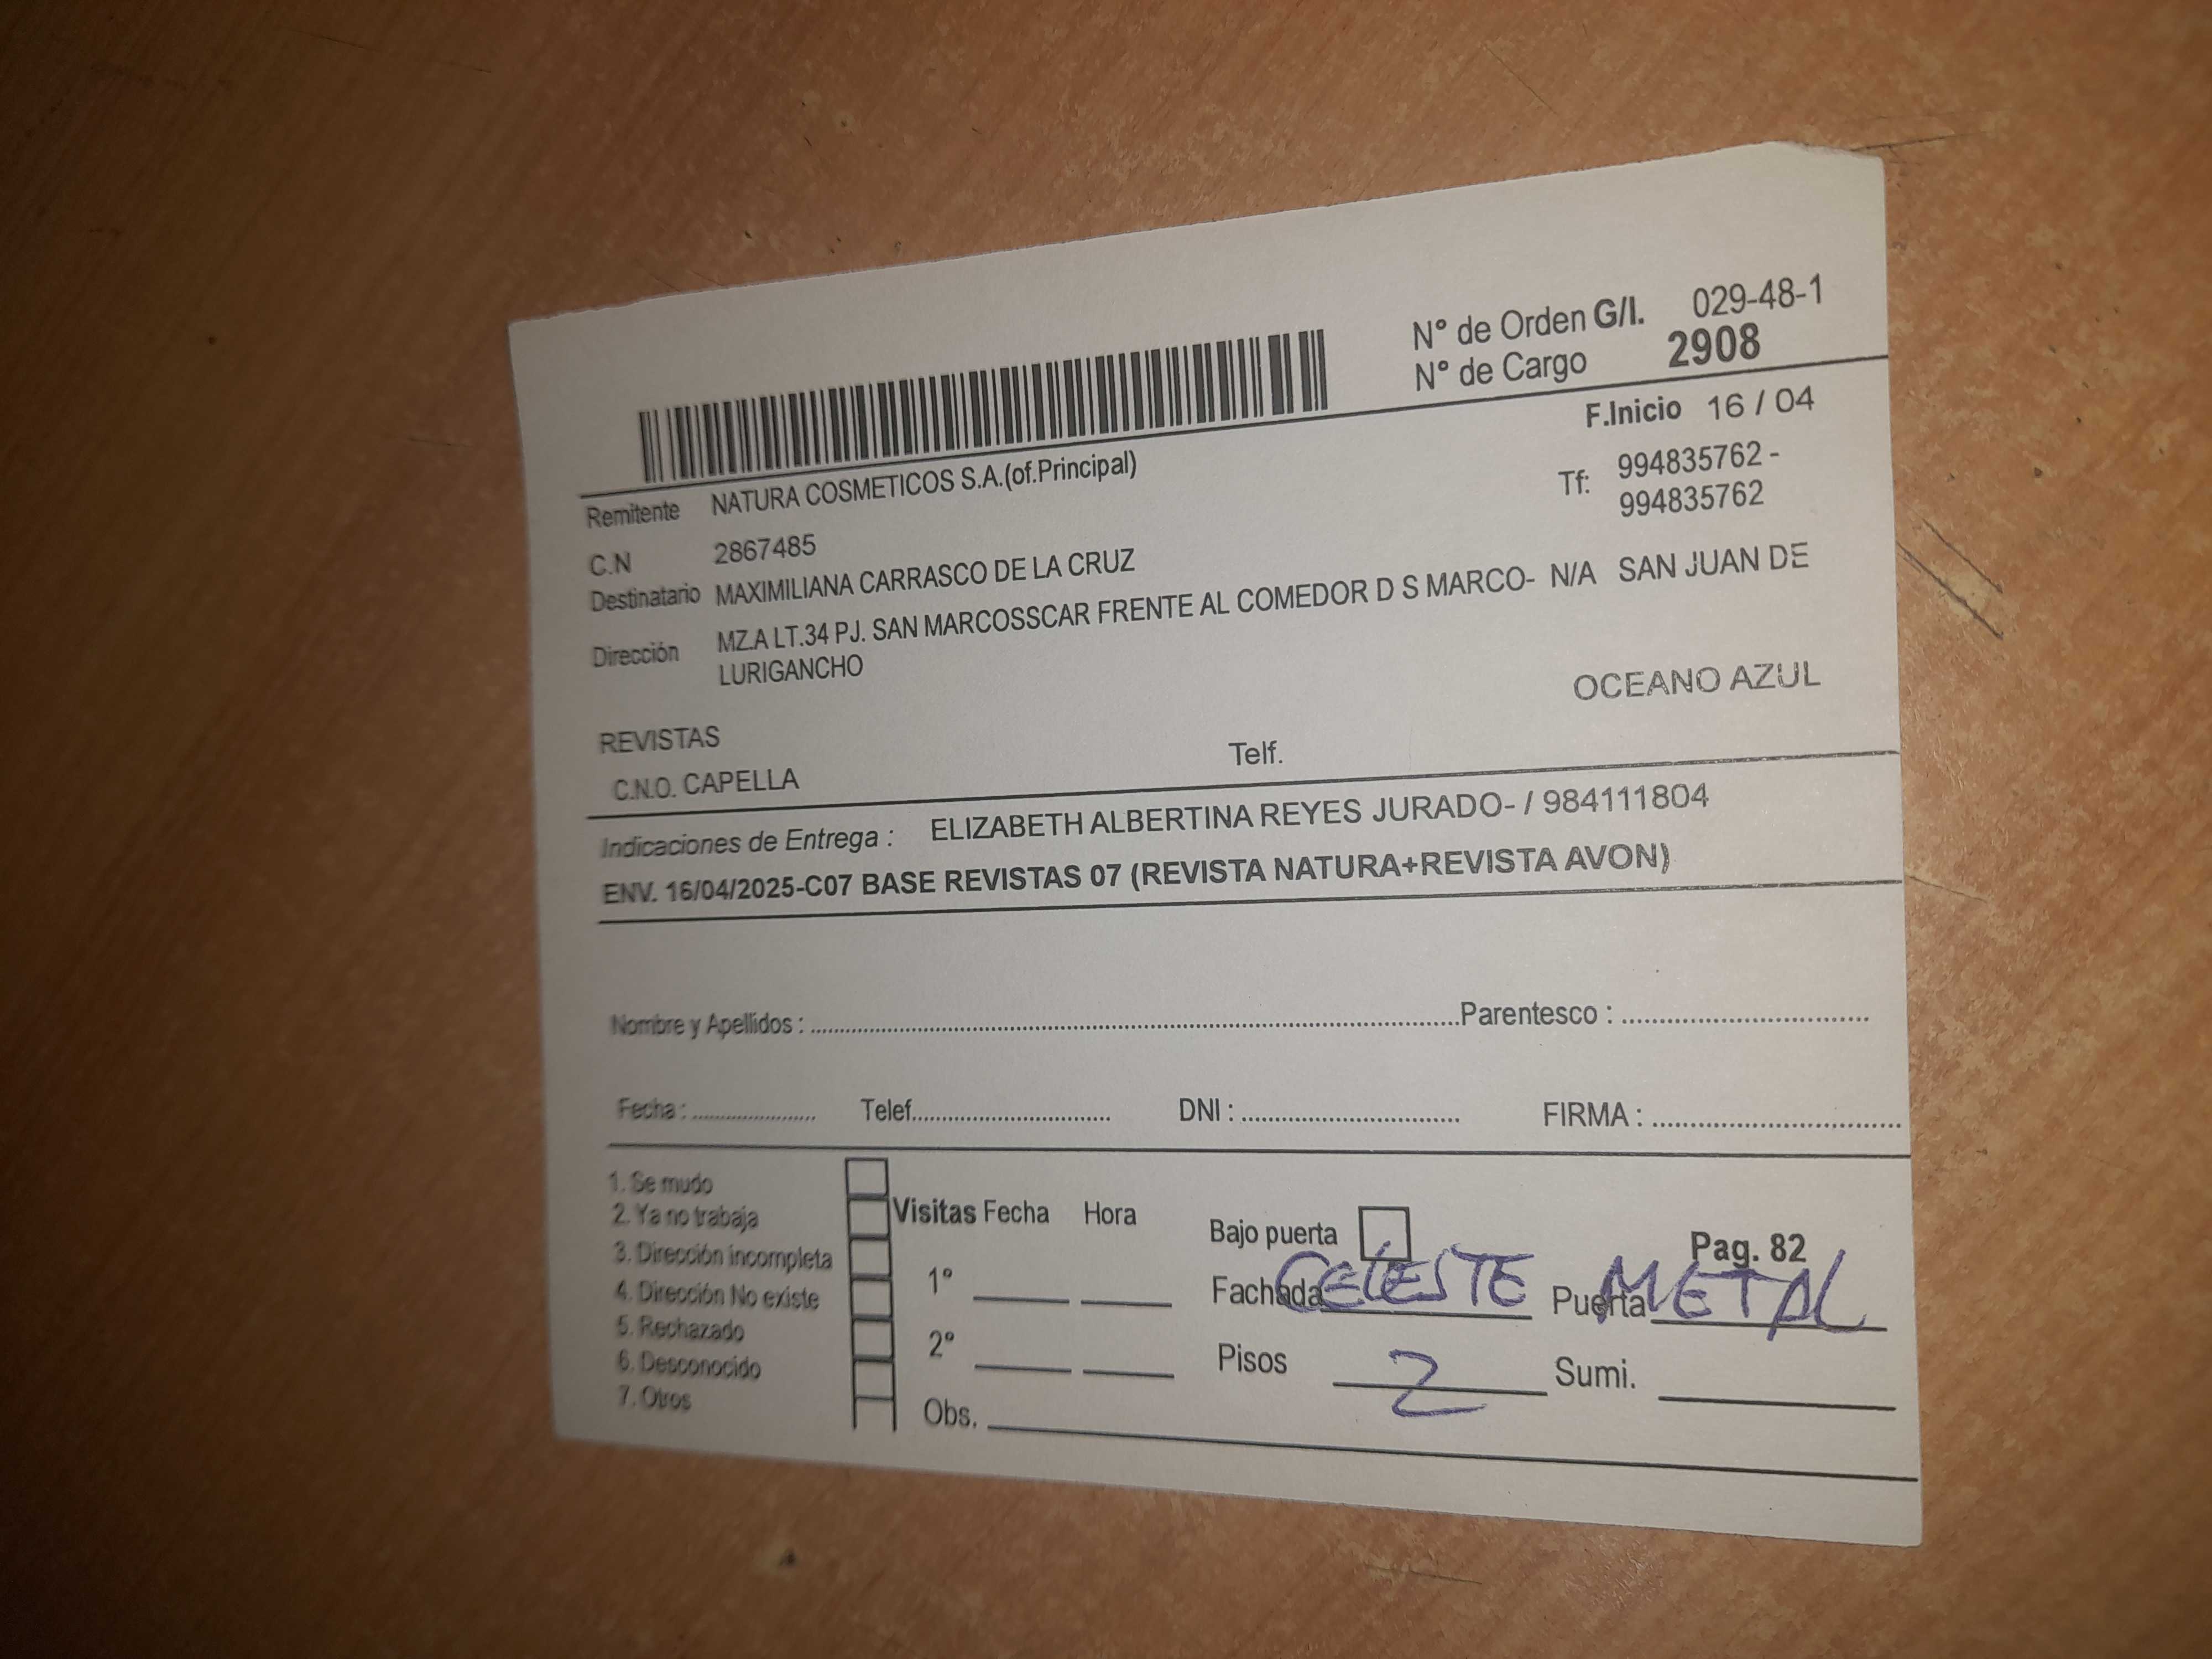 N° de Orden G/I. 029-48-1
N° de Cargo 2908
F.Inicio 16 / 04
Remitente NATURA COSMETICOS S.A.(of.Principal)
Tf: 994835762 -
994835762
C.N 2867485
Destinatario MAXIMILIANA CARRASCO DE LA CRUZ
Dirección MZ.A LT.34 PJ. SAN MARCOSSCAR FRENTE AL COMEDOR D S MARCO- N/A SAN JUAN DE
LURIGANCHO
OCEANO AZUL
REVISTAS
C.N.O. CAPELLA Telf.
Indicaciones de Entrega : ELIZABETH ALBERTINA REYES JURADO- / 984111804
ENV. 16/04/2025-C07 BASE REVISTAS 07 (REVISTA NATURA+REVISTA AVON)
Nombre y Apellidos : Parentesco :
Fecha : Telef. DNI : FIRMA :
1. Se mudo
2. Ya no trabaja
3. Dirección incompleta
4. Dirección No existe
5. Rechazado
6. Desconocido
7. Otros
Visitas Fecha Hora
1°
2°
Obs.
Bajo puerta Pag. 82
Fachada CELESTE Puerta METAL
Pisos 2 Sumi.